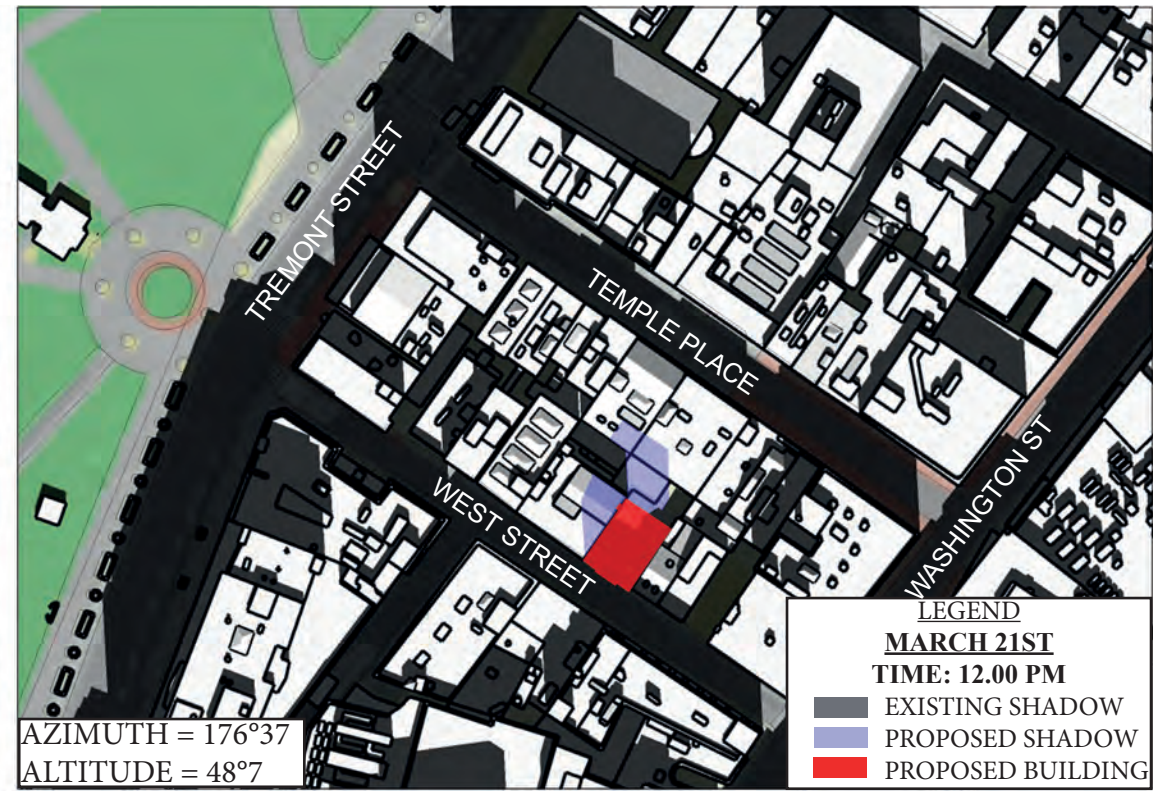 TREMONT STREET
TEMPLE PLACE
WEST STREET
WASHINGTON ST
LEGEND
MARCH 21ST
TIME: 12.00 PM
EXISTING SHADOW
PROPOSED SHADOW
PROPOSED BUILDING
AZIMUTH = 176°37
ALTITUDE = 48°7